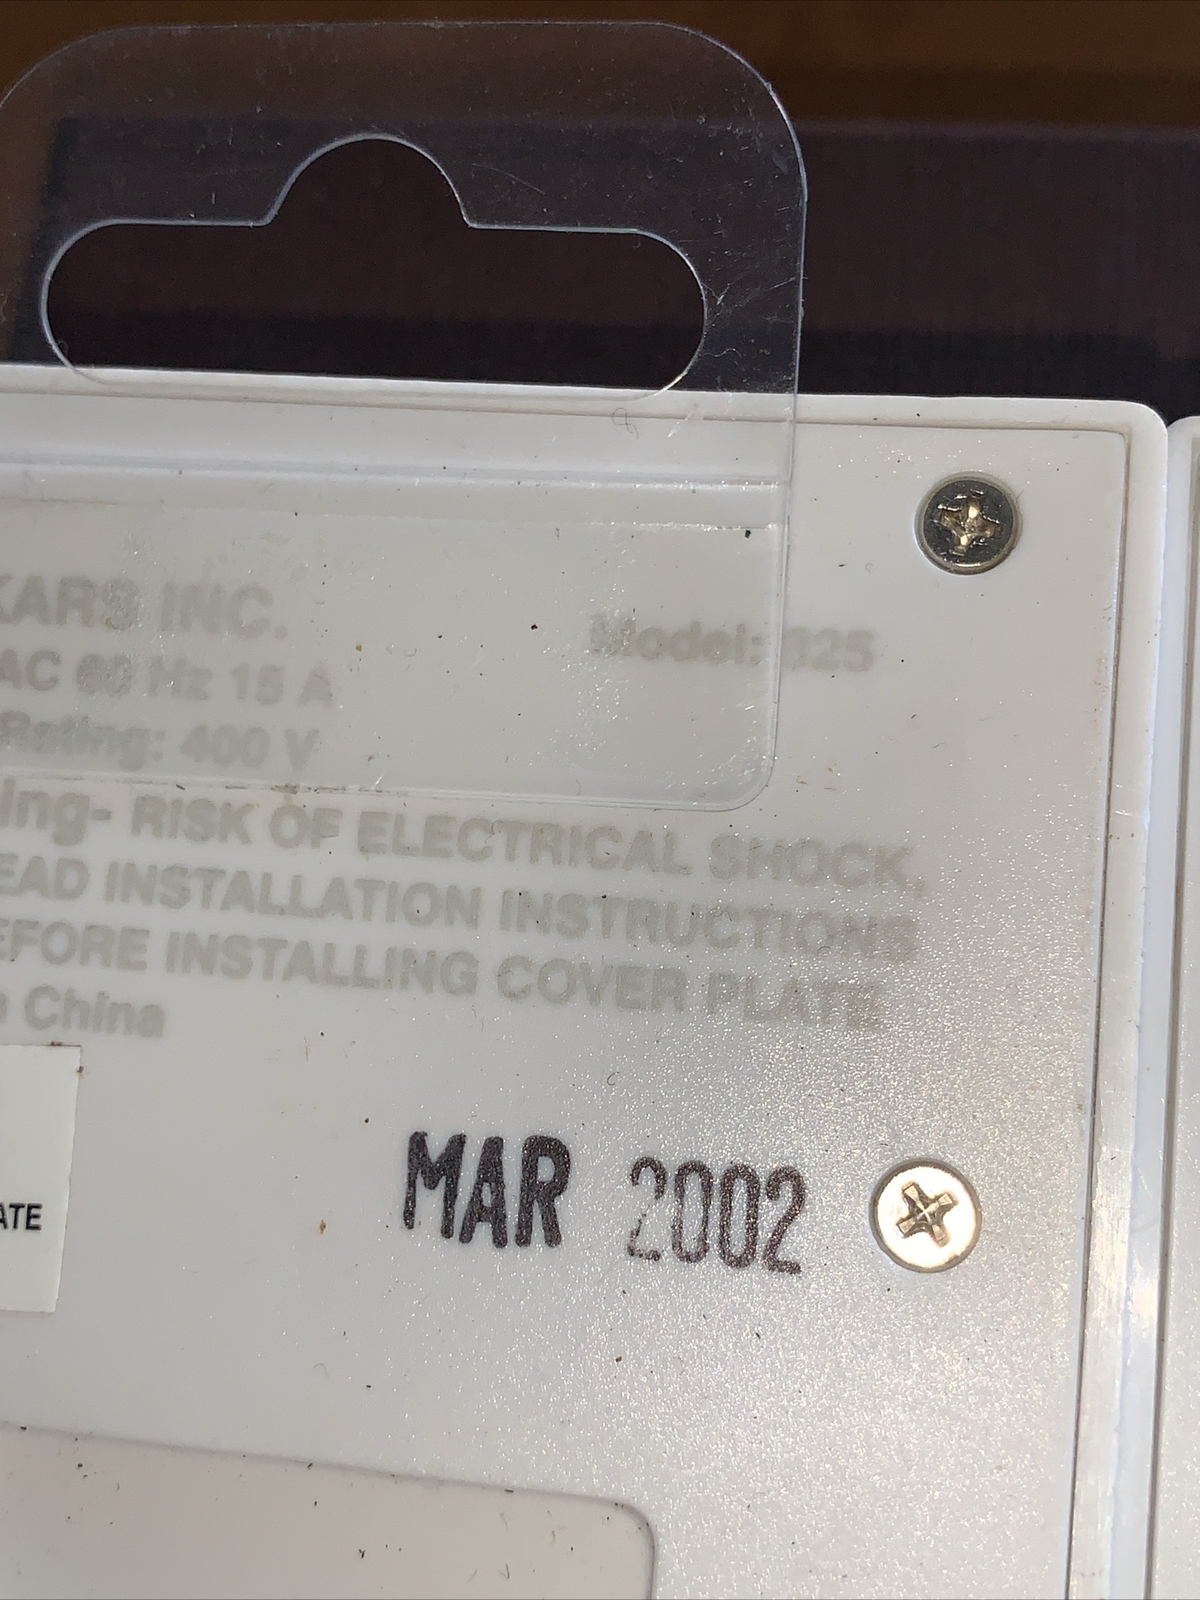 KARS INC.
Model: 325
AC 60 Hz 15 A
Rating: 400 V
ing- RISK OF ELECTRICAL SHOCK,
EAD INSTALLATION INSTRUCTIONS
EFORE INSTALLING COVER PLATE
China
ATE
MAR 2002